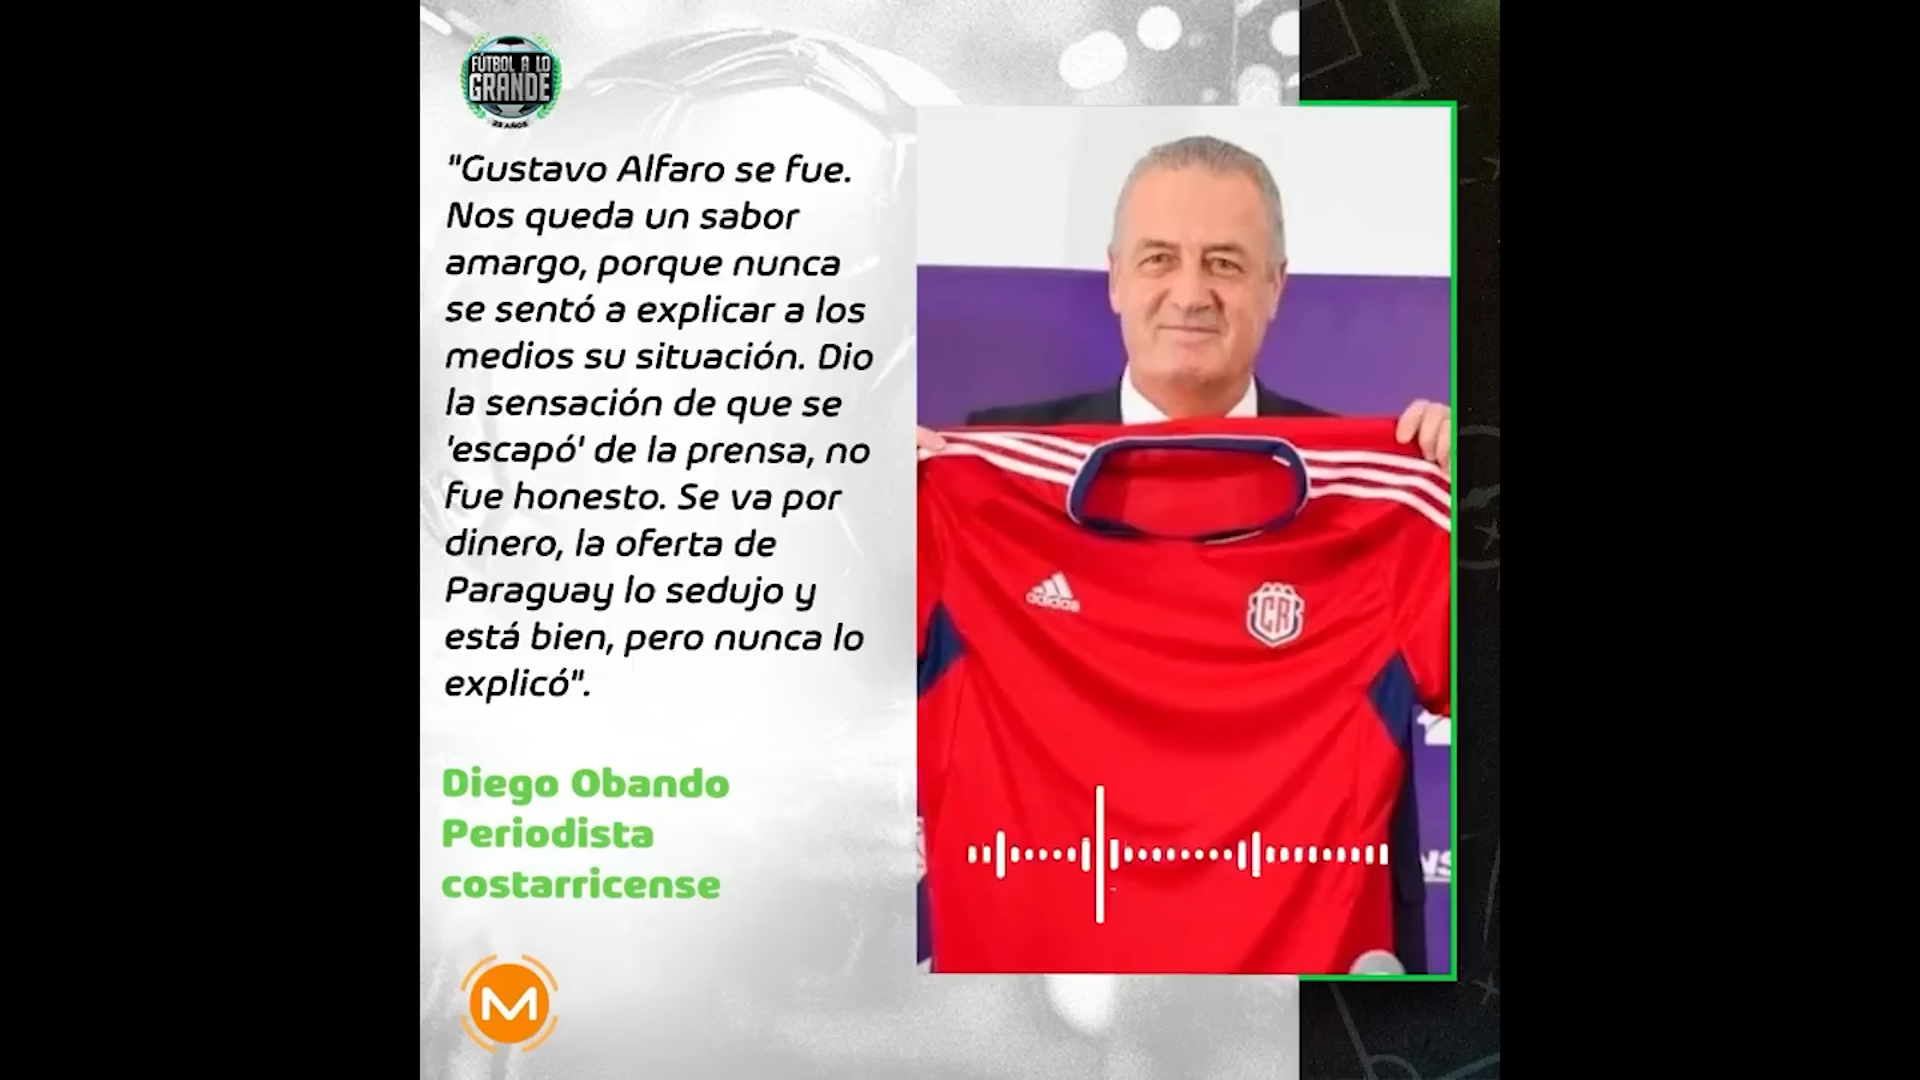 FÚTBOL A LO
GRANDE
"Gustavo Alfaro se fue.
Nos queda un sabor
amargo, porque nunca
se sentó a explicar a los
medios su situación. Dio
la sensación de que se
'escapó' de la prensa, no
fue honesto. Se va por
dinero, la oferta de
Paraguay lo sedujo y
está bien, pero nunca lo
explicó".
Diego Obando
Periodista
costarricense
M
adidas
CR
NS